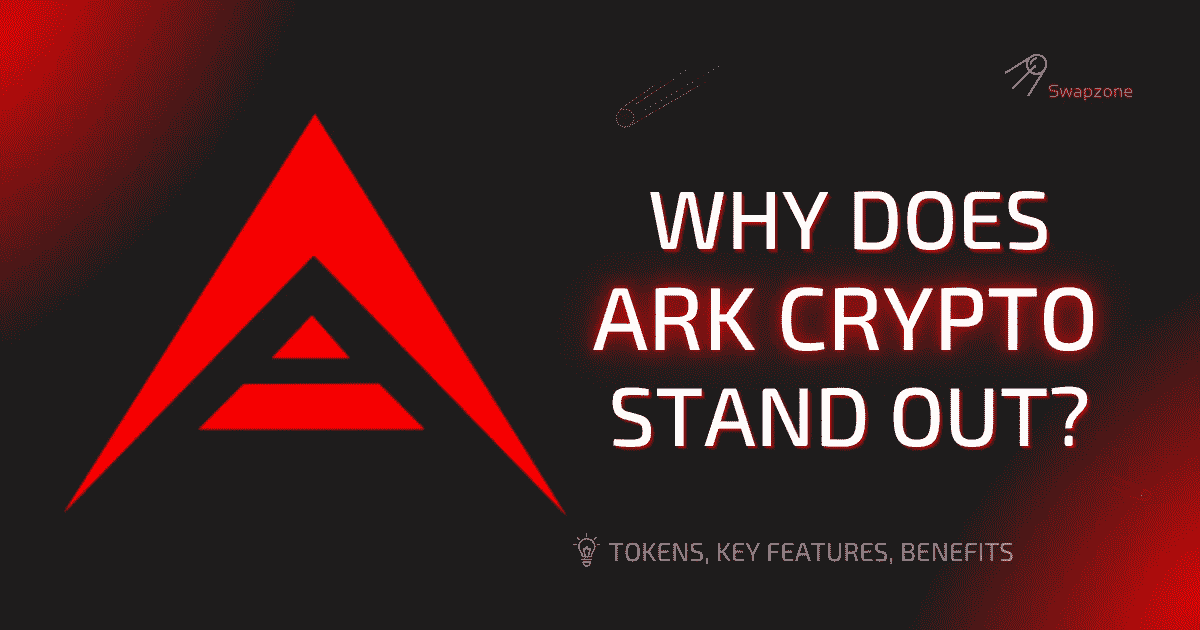 Swapzone
WHY DOES
ARK CRYPTO
STAND OUT?
TOKENS, KEY FEATURES, BENEFITS